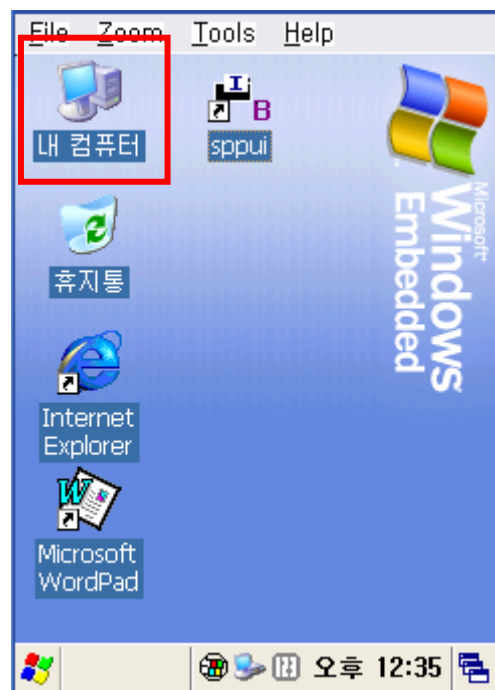 File Zoom Tools Help
내 컴퓨터
I B
sppui
휴지통
Internet
Explorer
Microsoft
WordPad
Microsoft
Windows
Embedded
오후 12:35